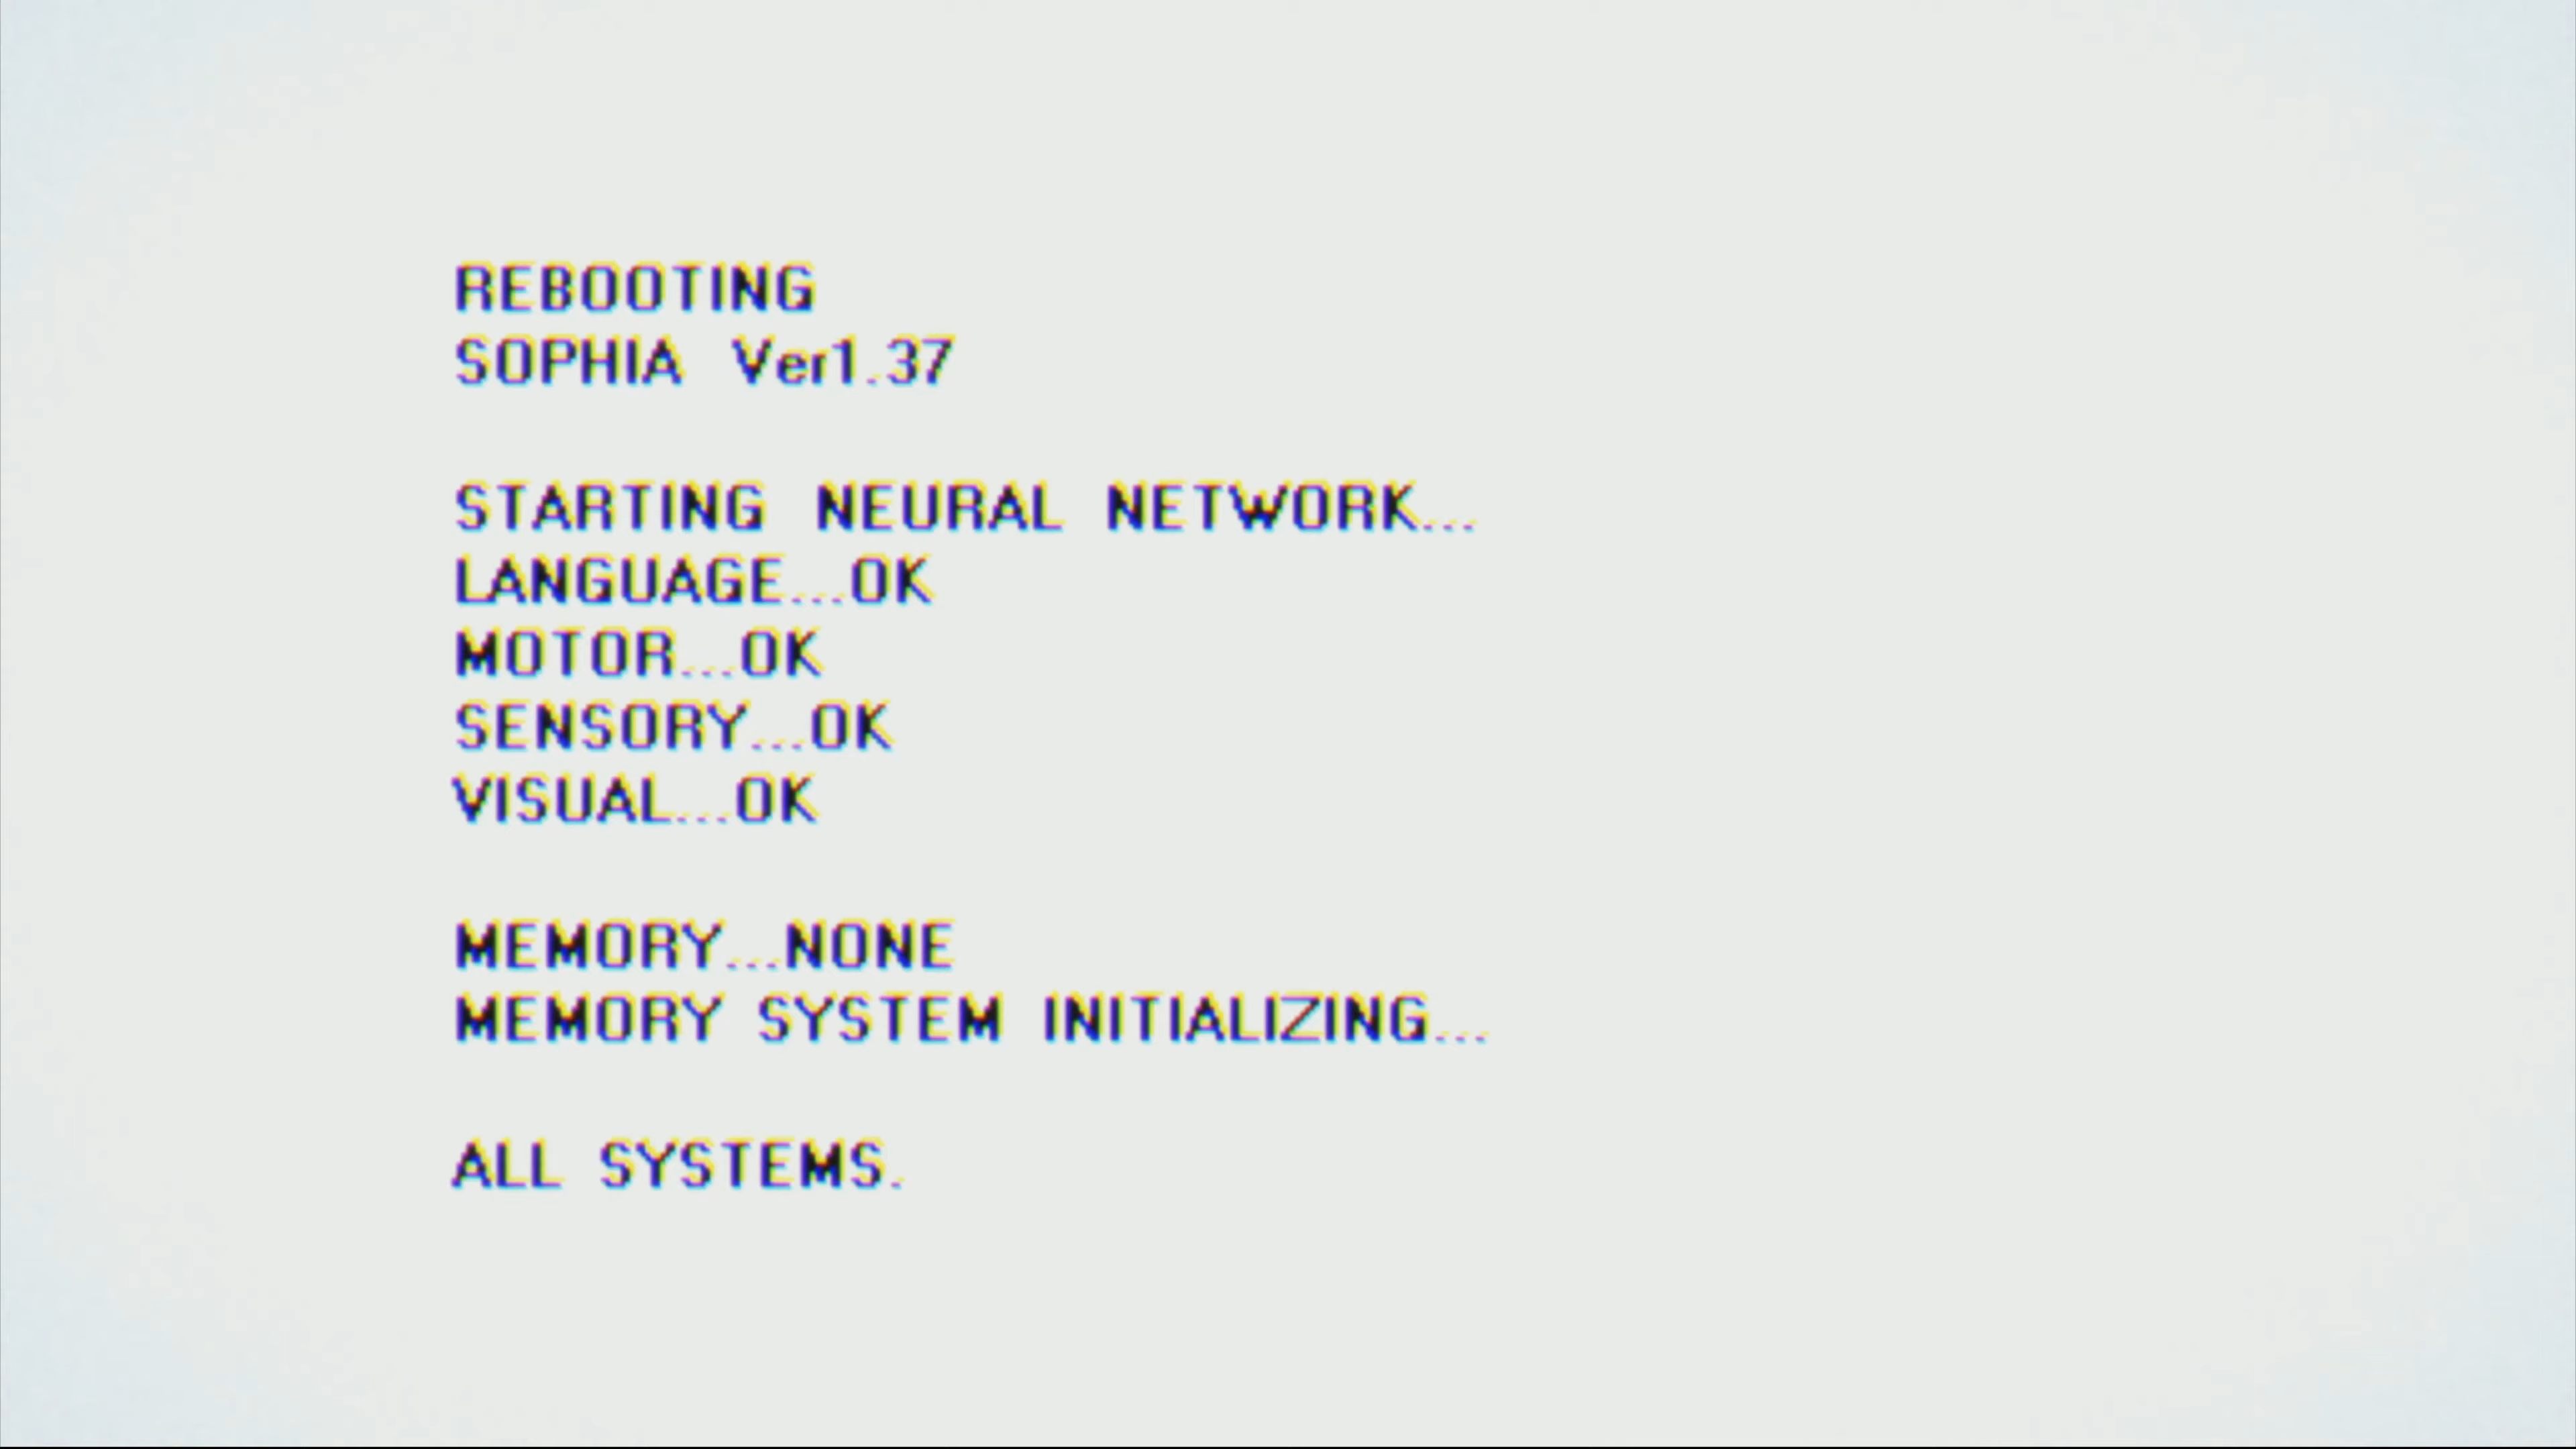 REBOOTING
SOPHIA Ver1.37
STARTING NEURAL NETWORK...
LANGUAGE...OK
MOTOR...OK
SENSORY...OK
VISUAL...OK
MEMORY...NONE
MEMORY SYSTEM INITIALIZING...
ALL SYSTEMS.